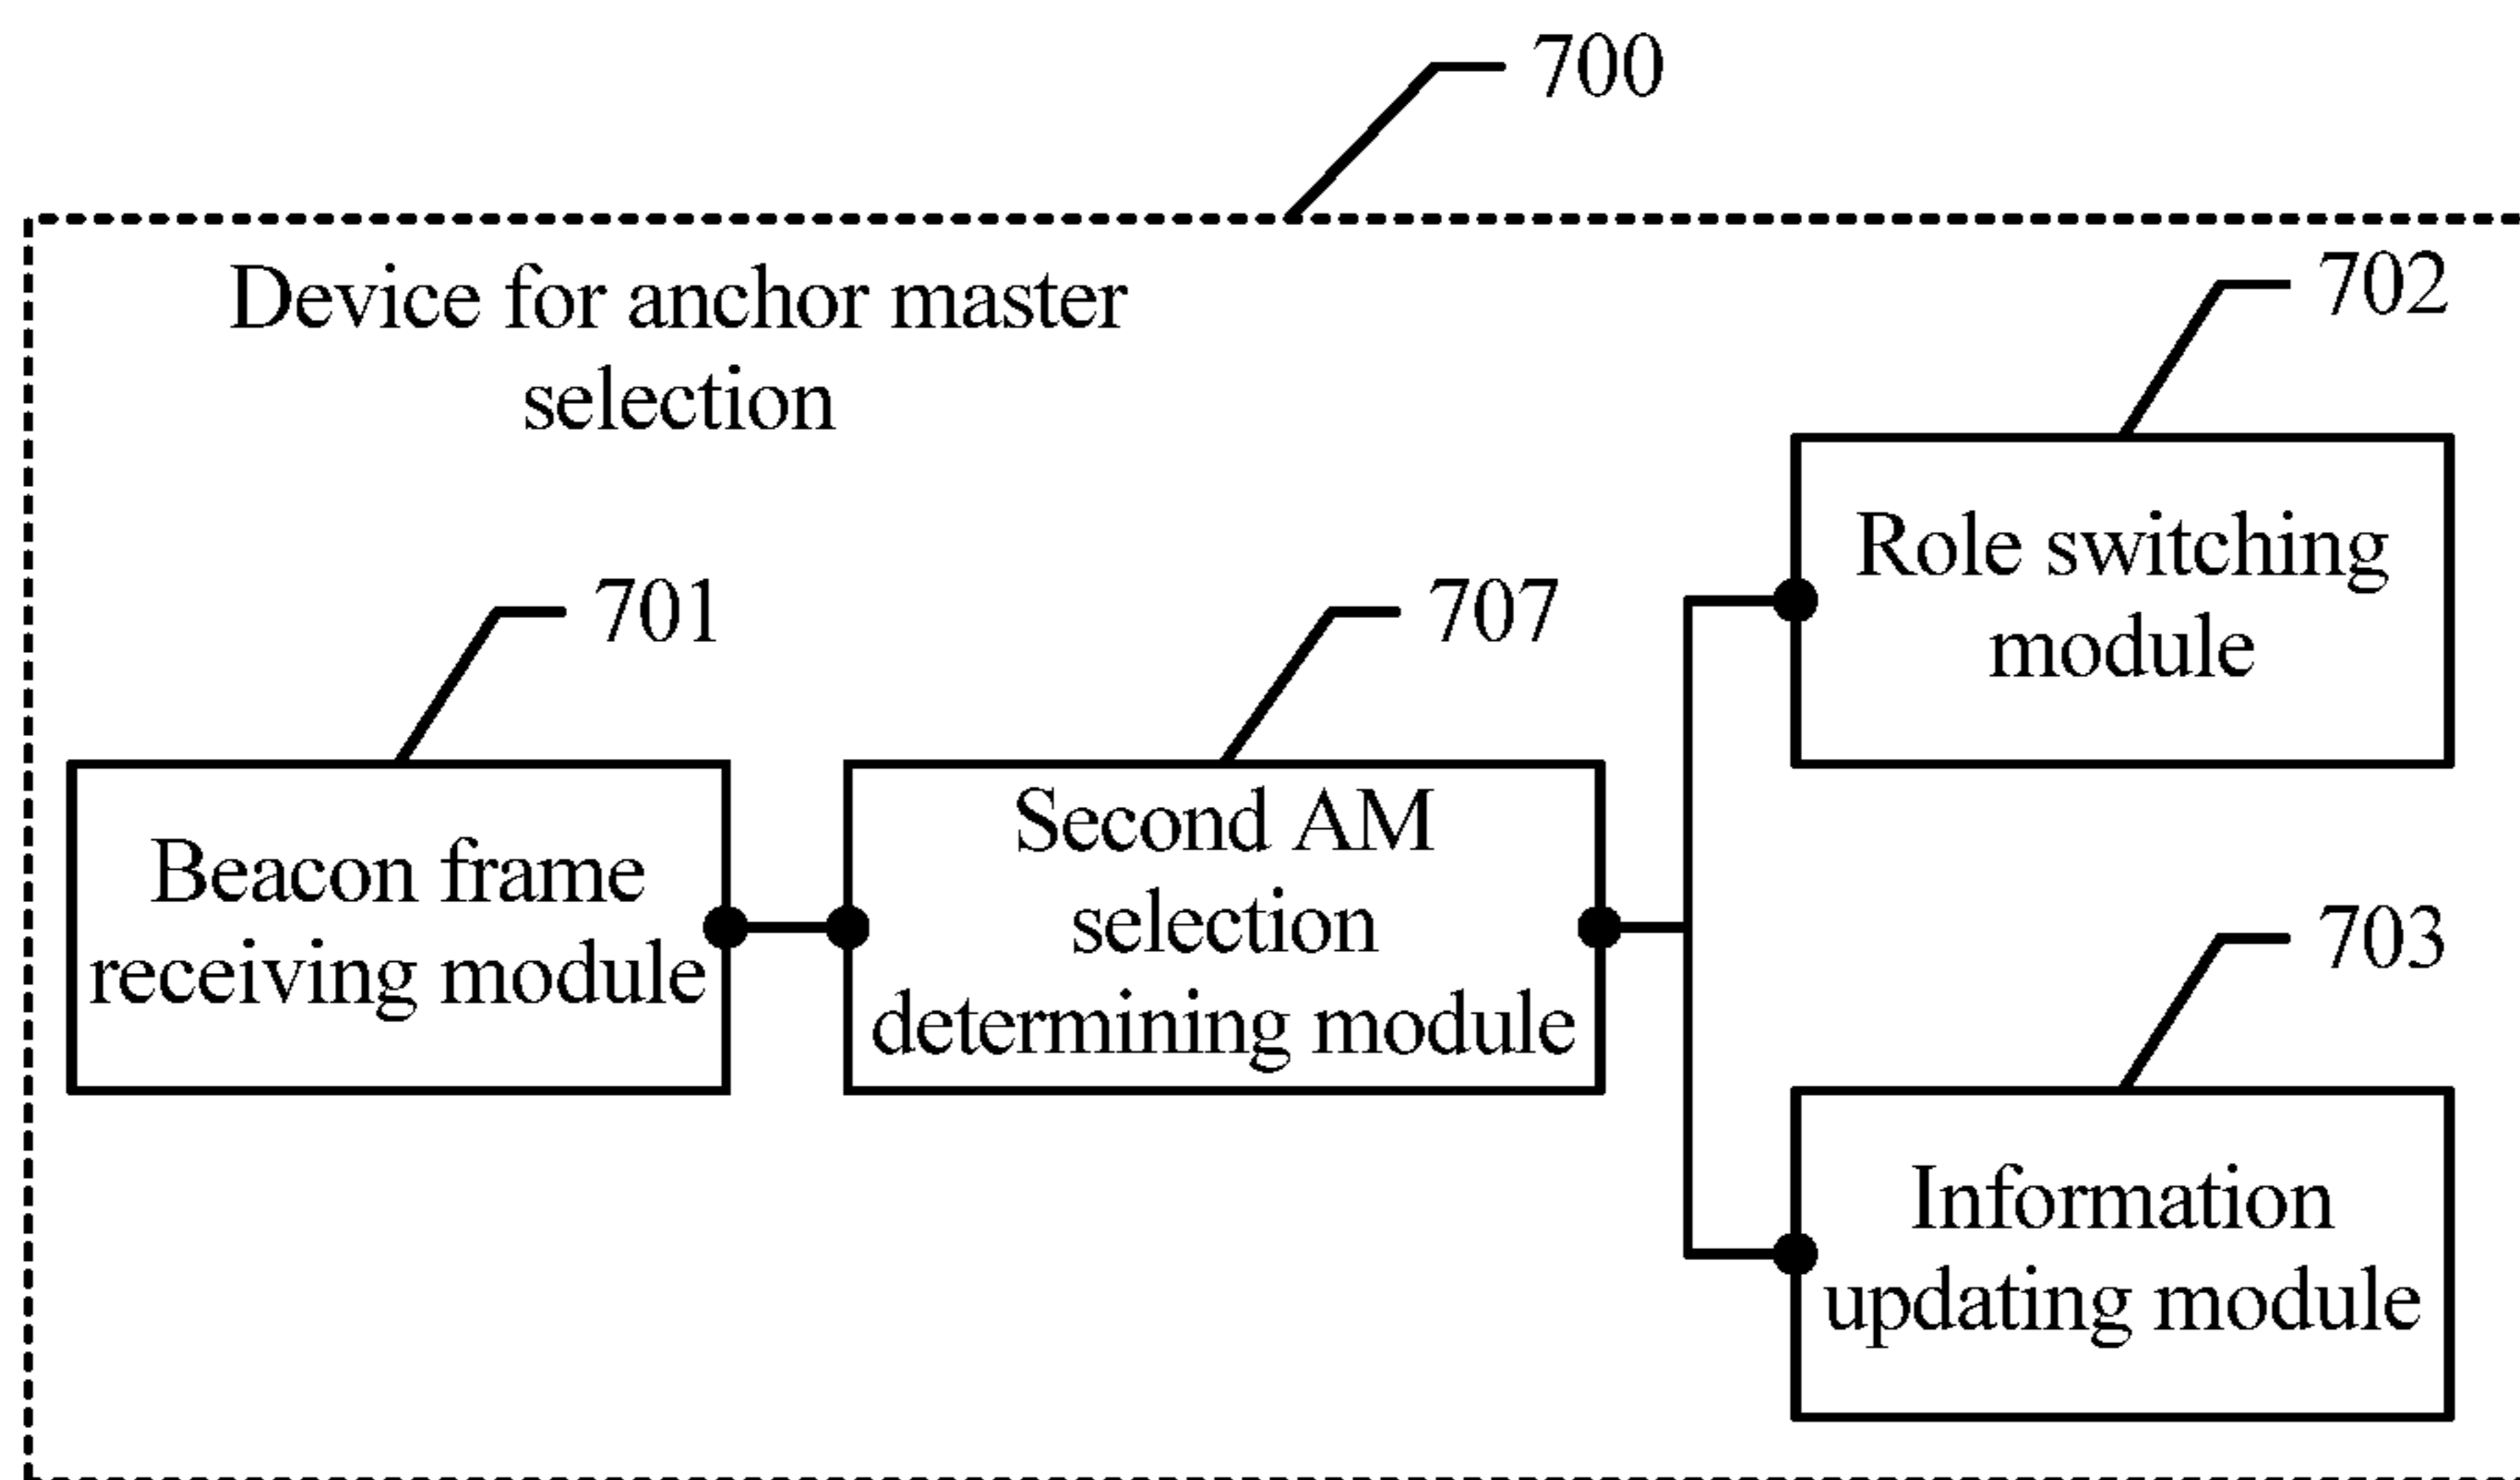 700
Device for anchor master
selection
702
Role switching
module
701
Beacon frame
receiving module
707
Second AM
selection
determining module
703
Information
updating module